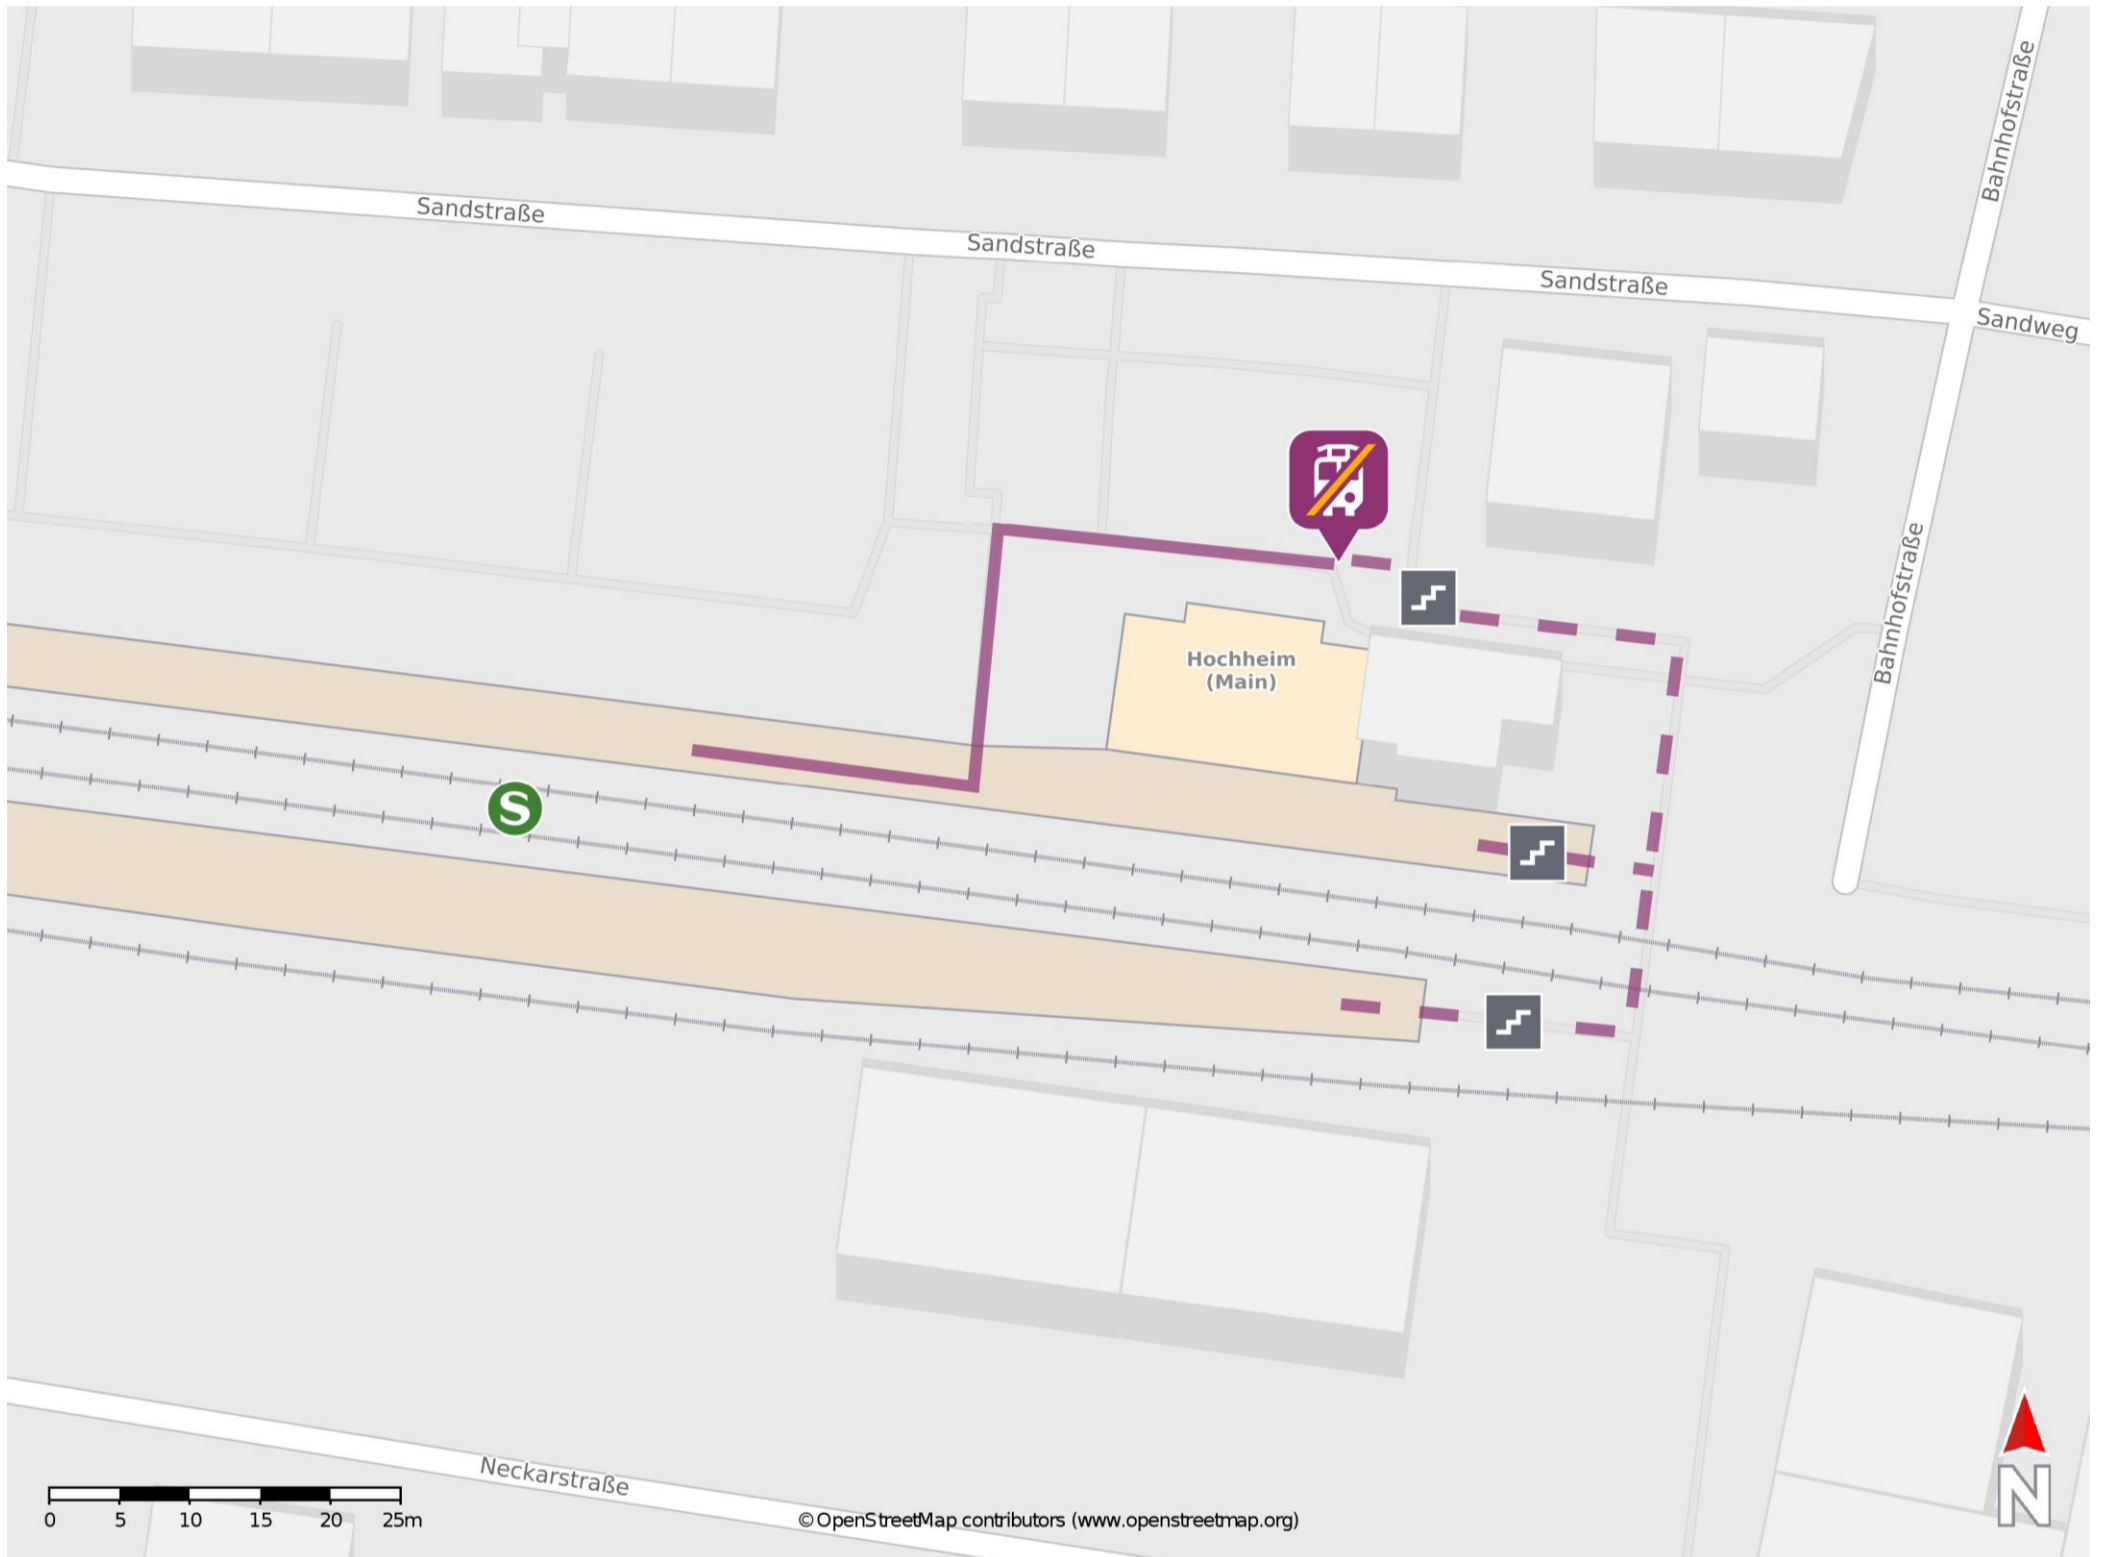 Bahnhofstraße
Sandstraße
Sandstraße
Sandstraße
Sandweg
Bahnhofstraße
Hochheim
(Main)
S
Neckarstraße
0 5 10 15 20 25m
© OpenStreetMap contributors (www.openstreetmap.org)
N